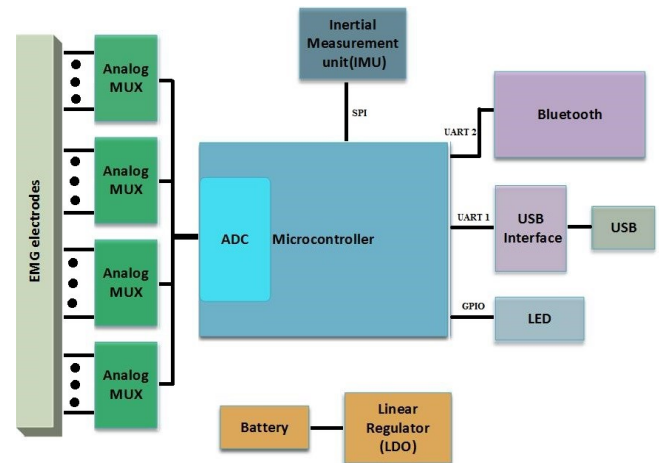 EMG electrodes
Analog
MUX
Analog
MUX
Analog
MUX
Analog
MUX
Inertial
Measurement
unit(IMU)
SPI
ADC
Microcontroller
UART 2
Bluetooth
UART 1
USB
Interface
USB
GPIO
LED
Battery
Linear
Regulator
(LDO)